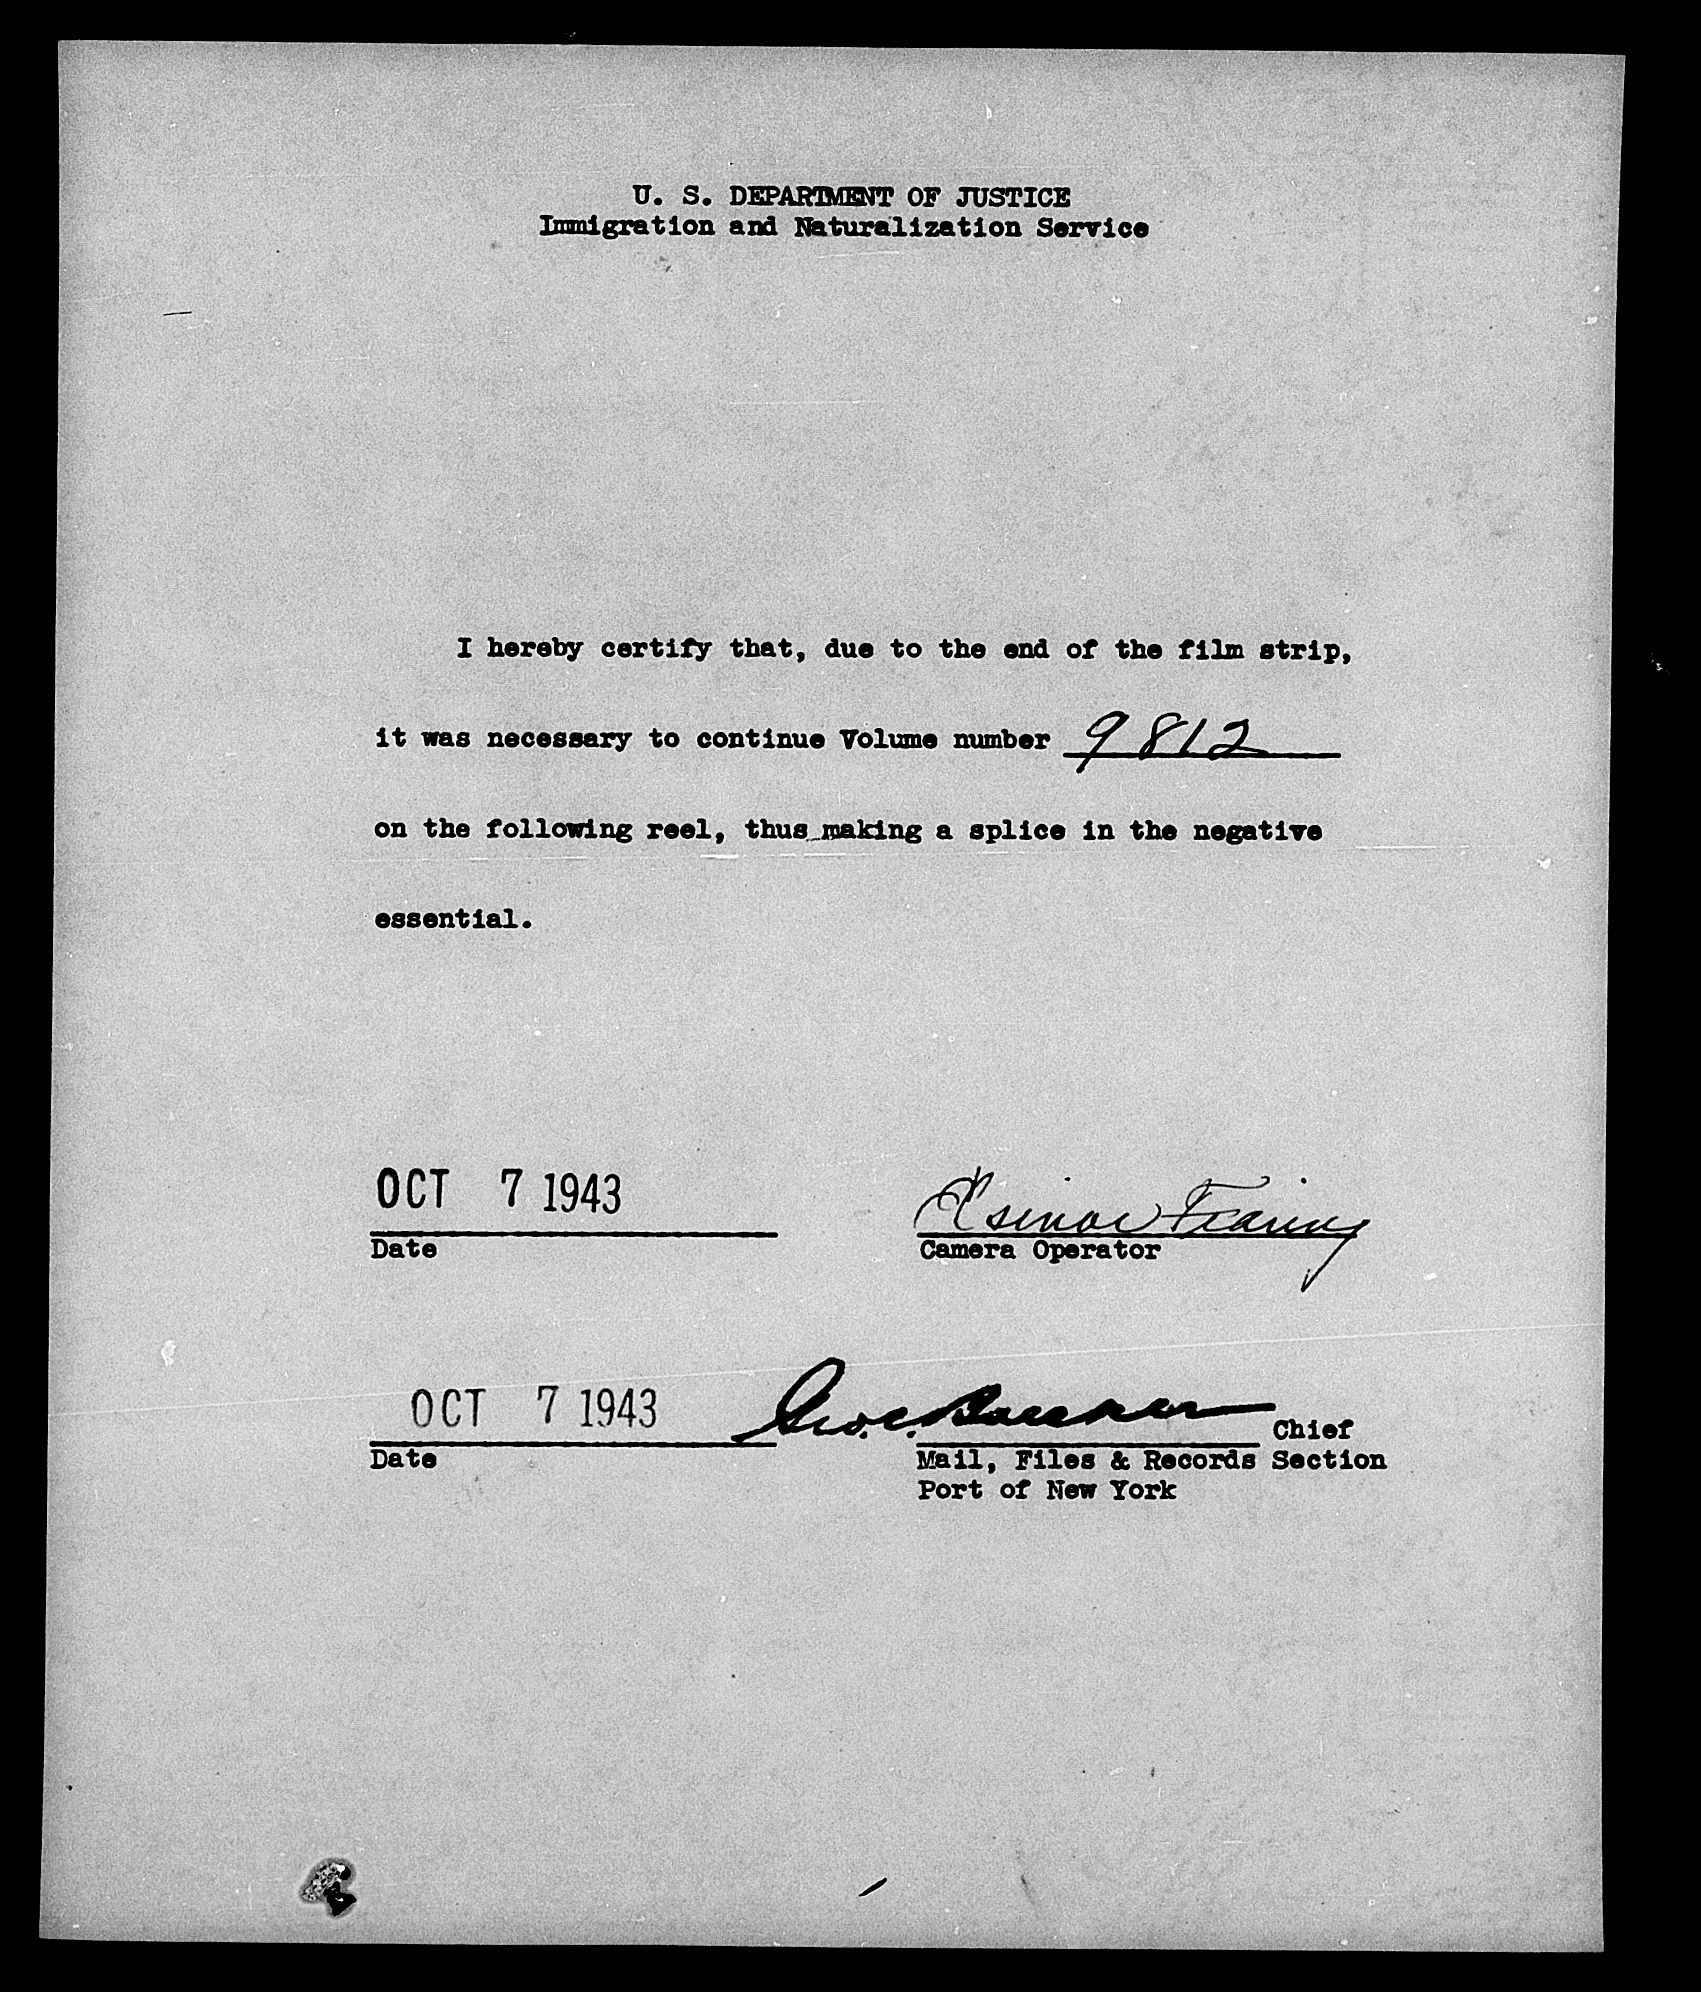 U. S. DEPARTMENT OF JUSTICE
Immigration and Naturalization Service
I hereby certify that, due to the end of the film strip,
it was necessary to continue Volume number 9812
on the following reel, thus making a splice in the negative
essential.
OCT 7 1943
Date
Camera Operator
OCT 7 1943
Geo. C.
Chief
Date
Mail, Files & Records Section
Port of New York